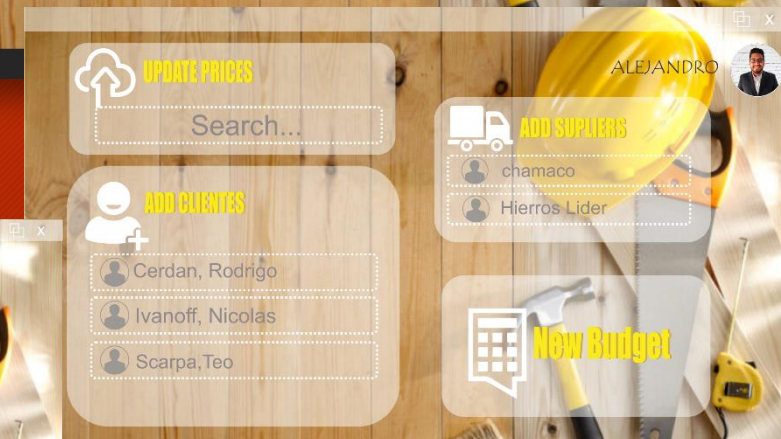 ALEJANDRO
UPDATE PRICES
Search...
ADD SUPLIERS
chamaco
Hierros Lider
ADD CLIENTES
Cerdan, Rodrigo
Ivanoff, Nicolas
Scarpa,Teo
New Budget